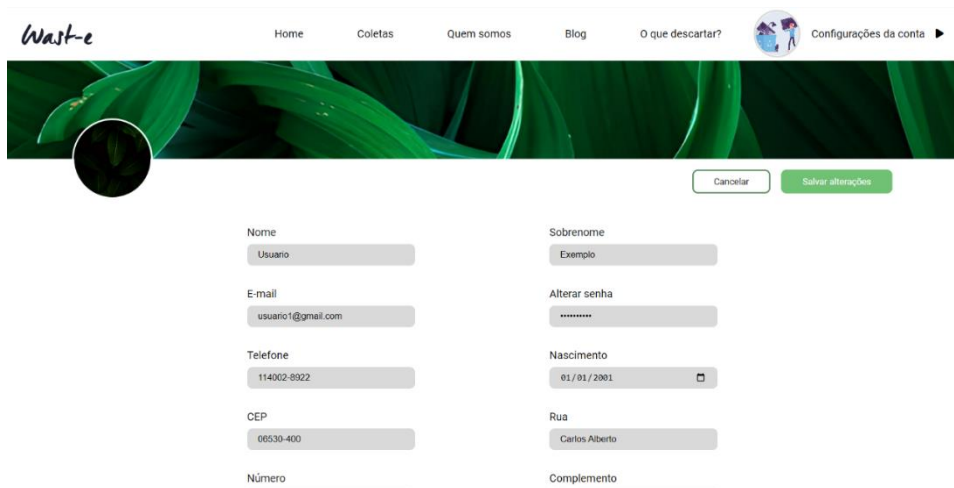 Wast-e
Home Coletas Quem somos Blog O que descartar? Configurações da conta
Cancelar Salvar alterações
Nome Sobrenome
Usuario Exemplo
E-mail Alterar senha
usuario1@gmail.com ••••••••••
Telefone Nascimento
114002-8922 01/01/2001
CEP Rua
06530-400 Carlos Alberto
Número Complemento